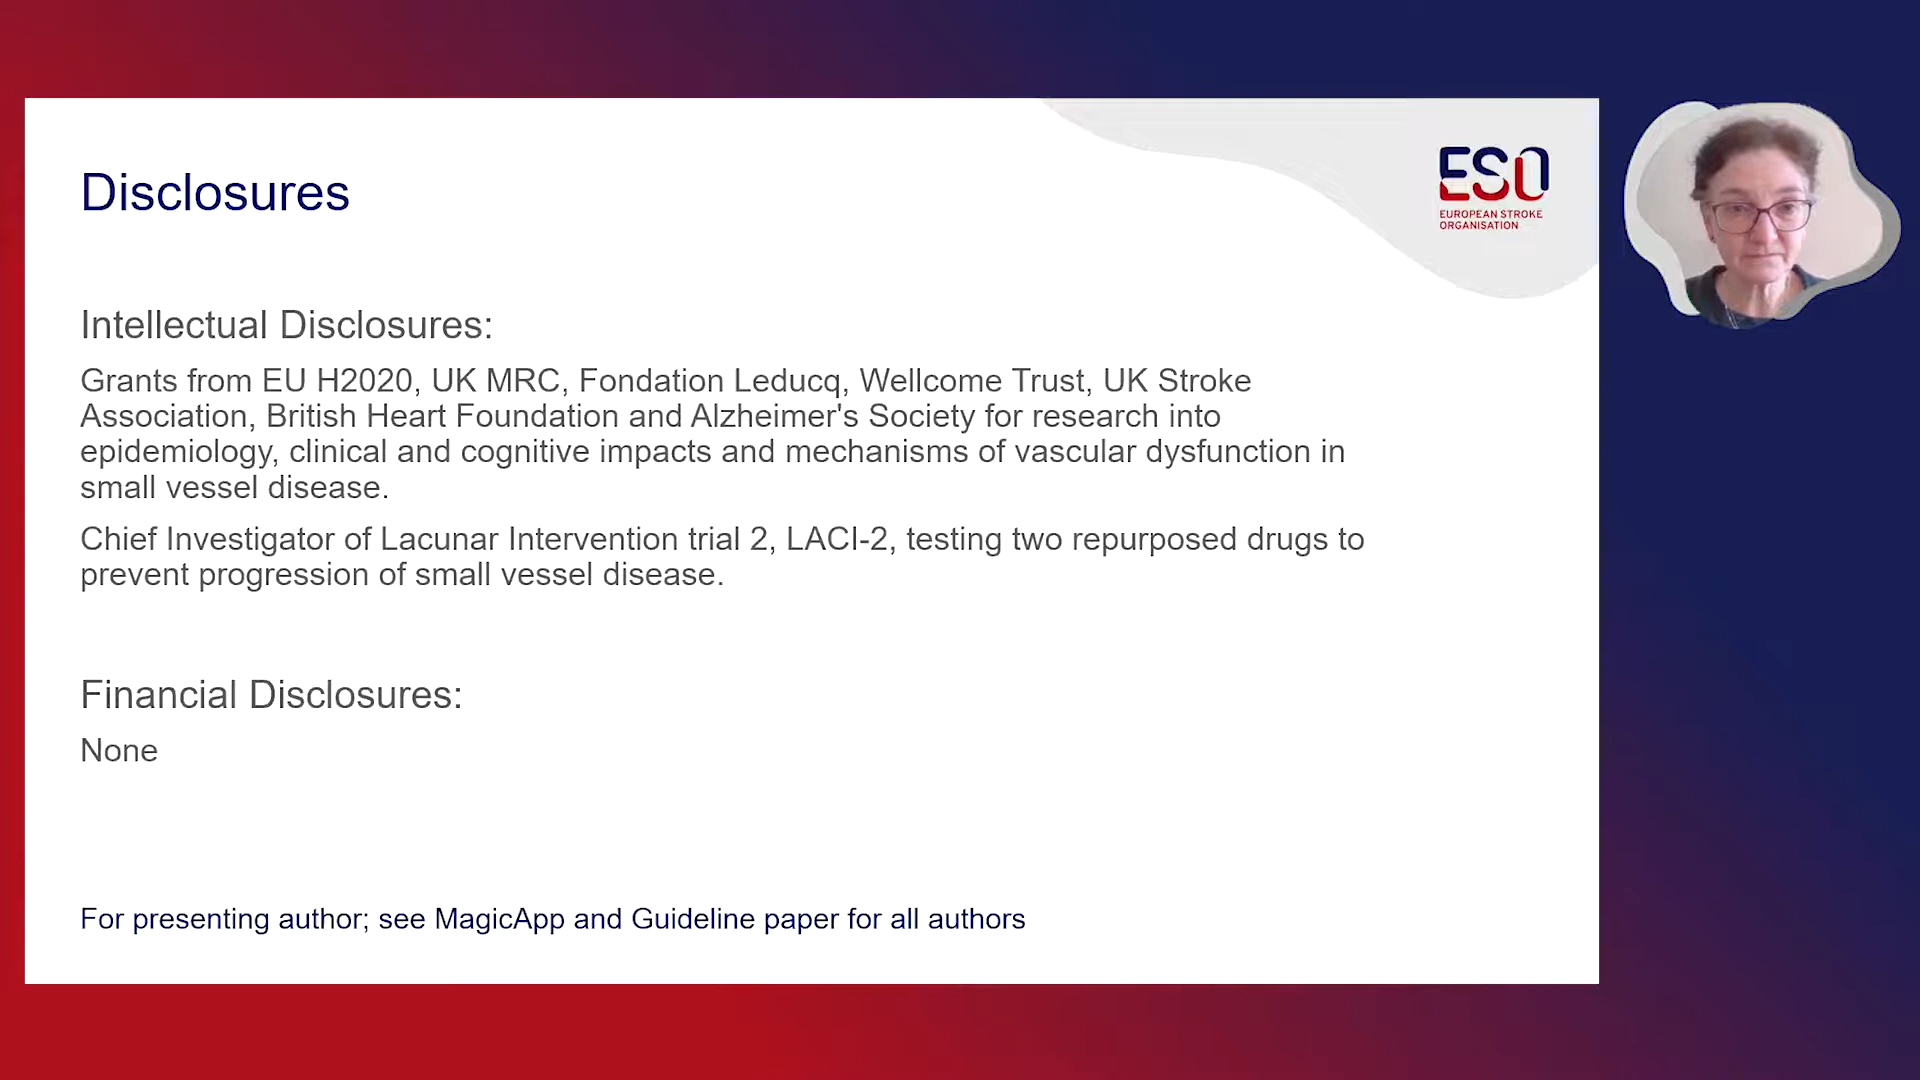 Disclosures
ESO
EUROPEAN STROKE
ORGANISATION
Intellectual Disclosures:
Grants from EU H2020, UK MRC, Fondation Leducq, Wellcome Trust, UK Stroke
Association, British Heart Foundation and Alzheimer's Society for research into
epidemiology, clinical and cognitive impacts and mechanisms of vascular dysfunction in
small vessel disease.
Chief Investigator of Lacunar Intervention trial 2, LACI-2, testing two repurposed drugs to
prevent progression of small vessel disease.
Financial Disclosures:
None
For presenting author; see MagicApp and Guideline paper for all authors